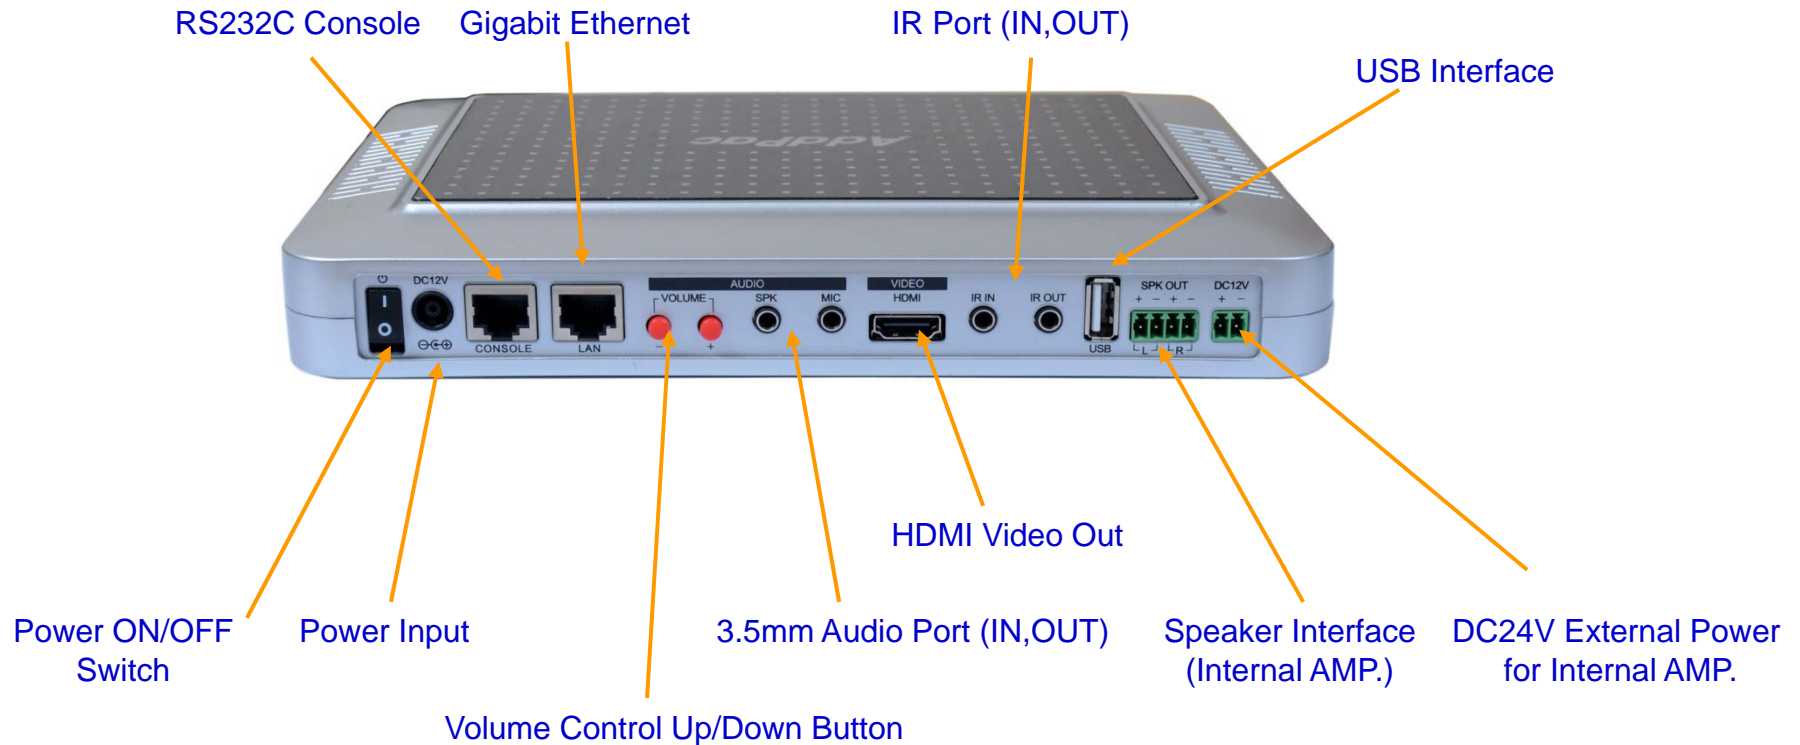 RS232C Console
Gigabit Ethernet
IR Port (IN,OUT)
USB Interface
AddPac
DC12V
AUDIO
VIDEO
VOLUME
SPK
MIC
HDMI
IR IN
IR OUT
SPK OUT
DC12V
+ − + −
+ −
I
O
CONSOLE
LAN
− +
USB
L R
HDMI Video Out
Power ON/OFF
Switch
Power Input
3.5mm Audio Port (IN,OUT)
Speaker Interface
(Internal AMP.)
DC24V External Power
for Internal AMP.
Volume Control Up/Down Button